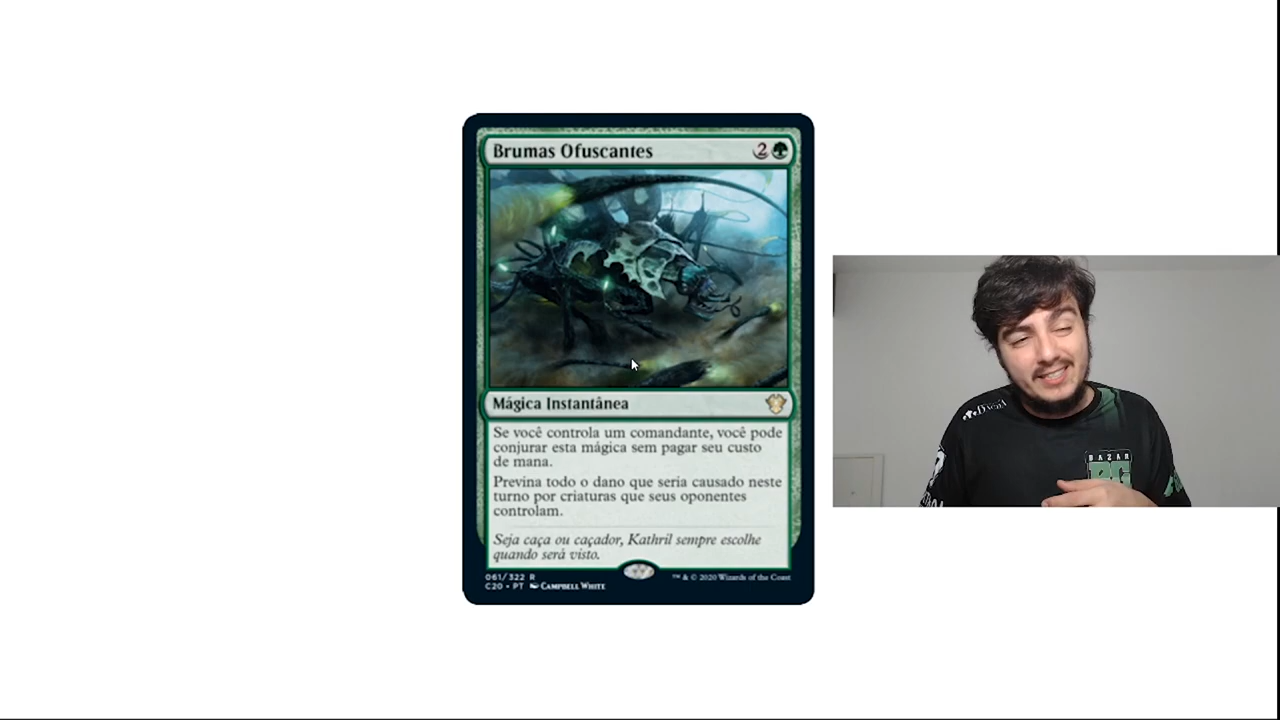 Brumas Ofuscantes
2
Mágica Instantânea
Se você controla um comandante, você pode
conjurar esta mágica sem pagar seu custo
de mana.
Previna todo o dano que seria causado neste
turno por criaturas que seus oponentes
controlam.
Seja caça ou caçador, Kathril sempre escolhe
quando será visto.
061/322 R
C20 • PT Campbell White
™ & © 2020 Wizards of the Coast
BAZAR